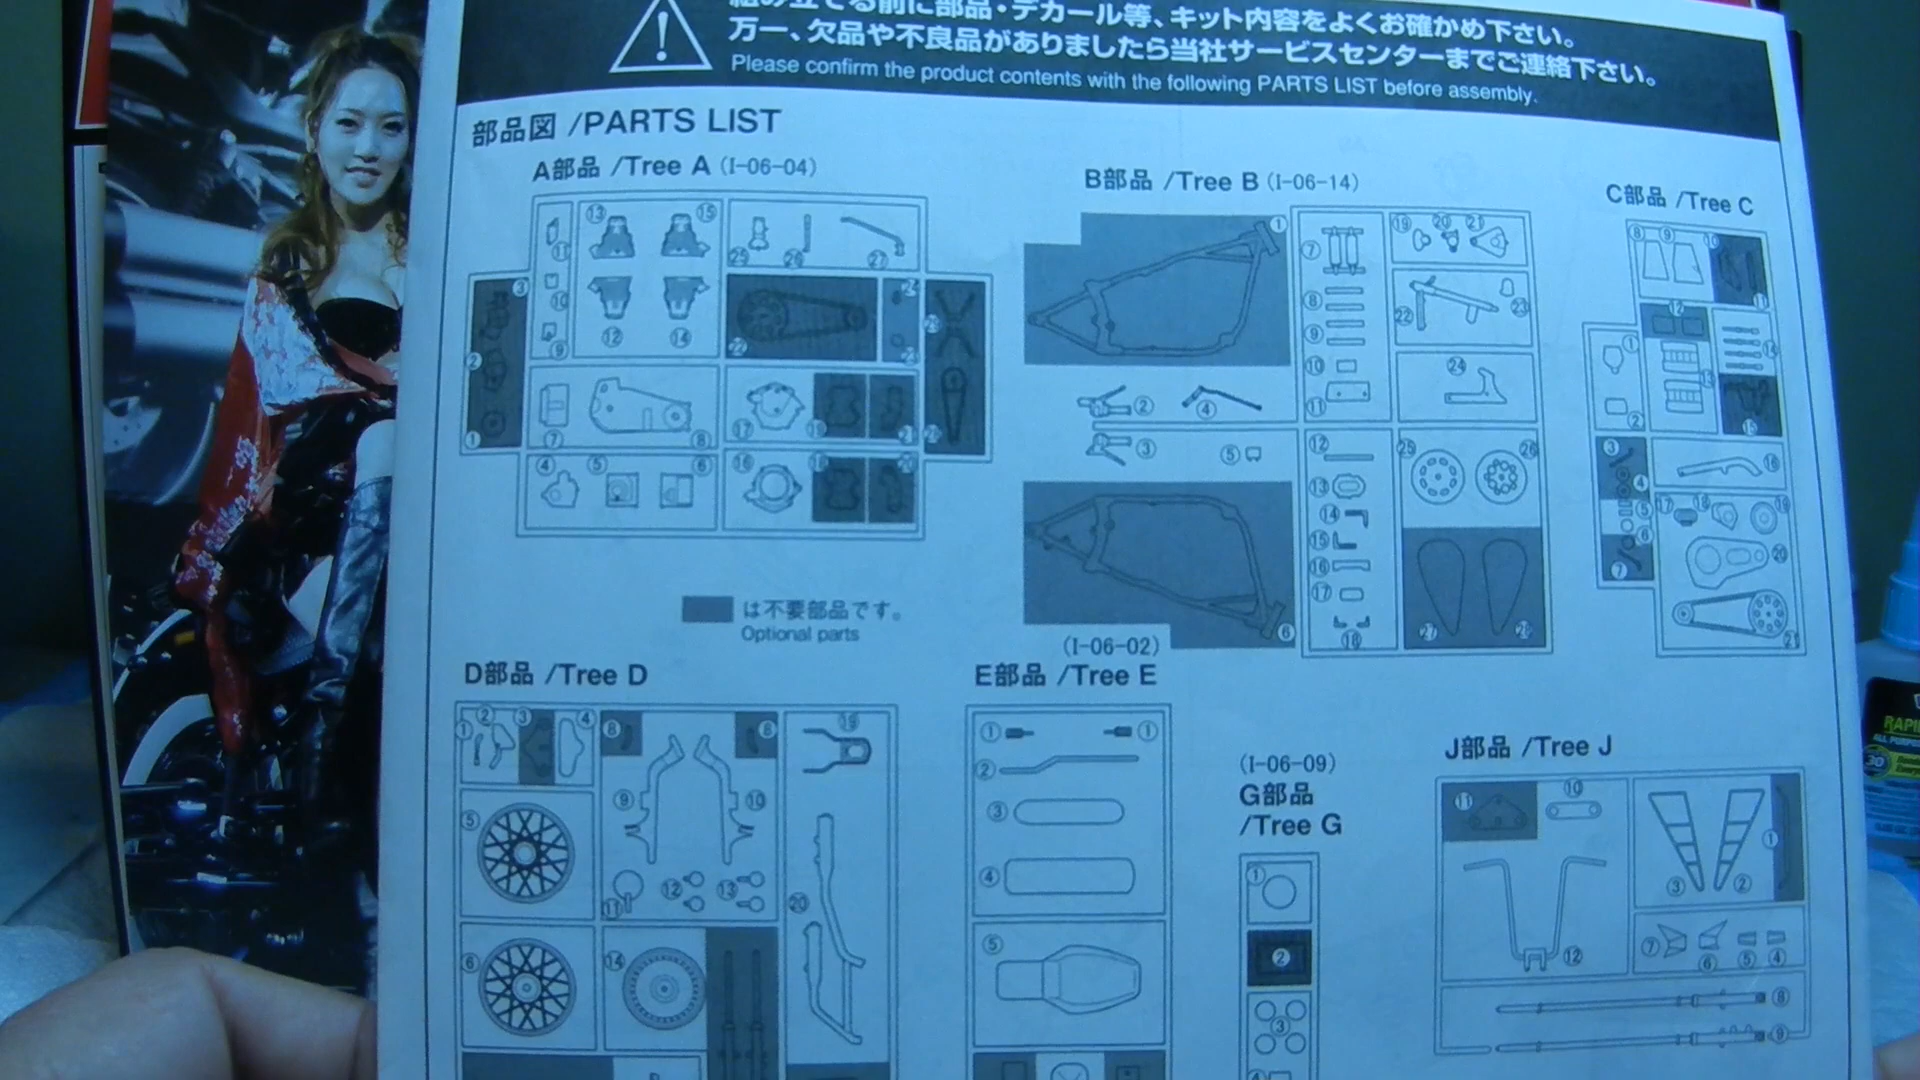 組み立てる前に部品・デカール等、キット内容をよくお確かめ下さい。
万一、欠品や不良品がありましたら当社サービスセンターまでご連絡下さい。
Please confirm the product contents with the following PARTS LIST before assembly.
部品図 /PARTS LIST
A部品 /Tree A (I-06-04)
B部品 /Tree B (I-06-14)
C部品 /Tree C
は不要部品です。
Optional parts
(I-06-02)
D部品 /Tree D
E部品 /Tree E
(I-06-09)
G部品
/Tree G
J部品 /Tree J
RAPI
ALL PURPOS
30